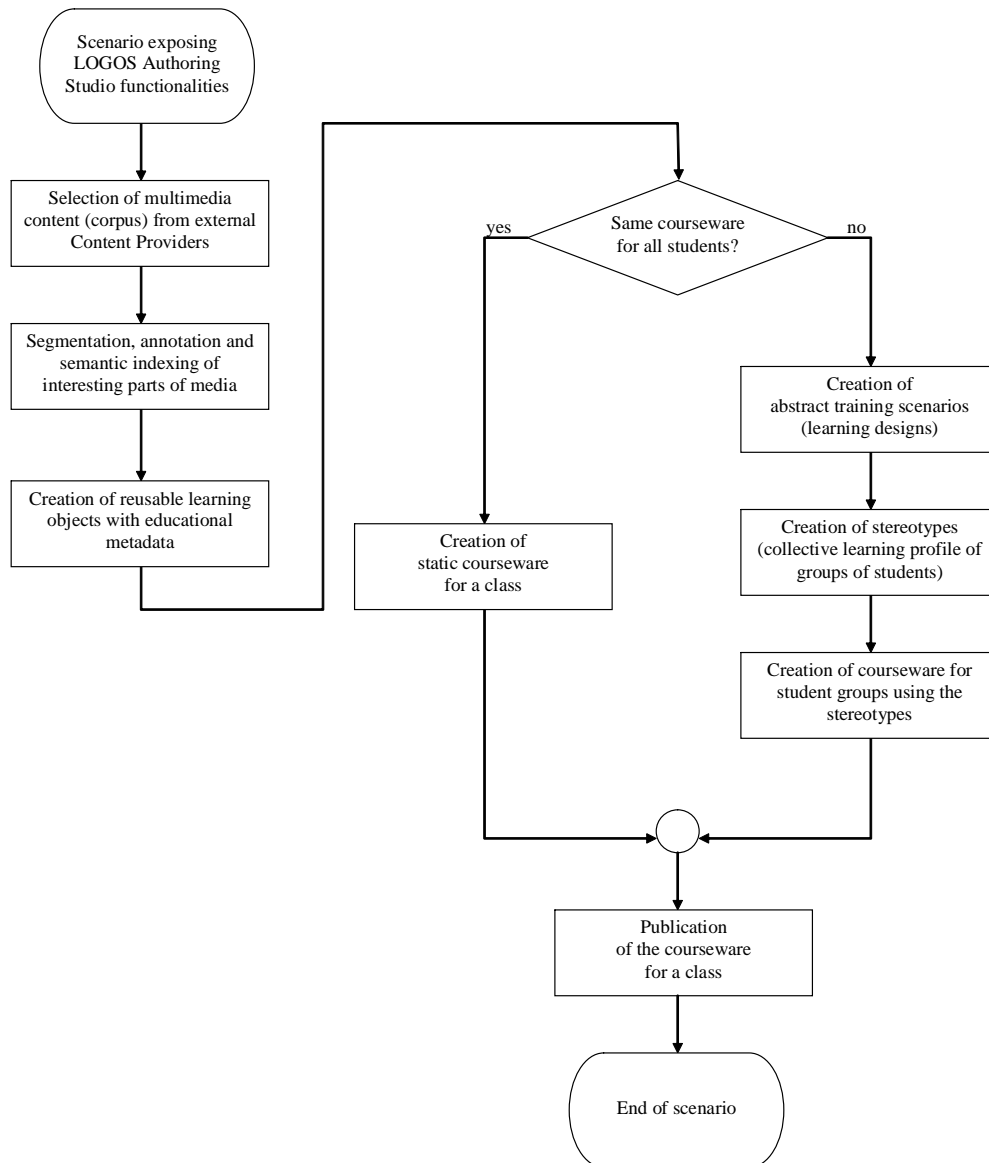 Scenario exposing
LOGOS Authoring
Studio functionalities
Selection of multimedia
content (corpus) from external
Content Providers
Segmentation, annotation and
semantic indexing of
interesting parts of media
Creation of reusable learning
objects with educational
metadata
Same courseware
for all students?
yes
no
Creation of
static courseware
for a class
Creation of
abstract training scenarios
(learning designs)
Creation of stereotypes
(collective learning profile of
groups of students)
Creation of courseware for
student groups using the
stereotypes
Publication
of the courseware
for a class
End of scenario